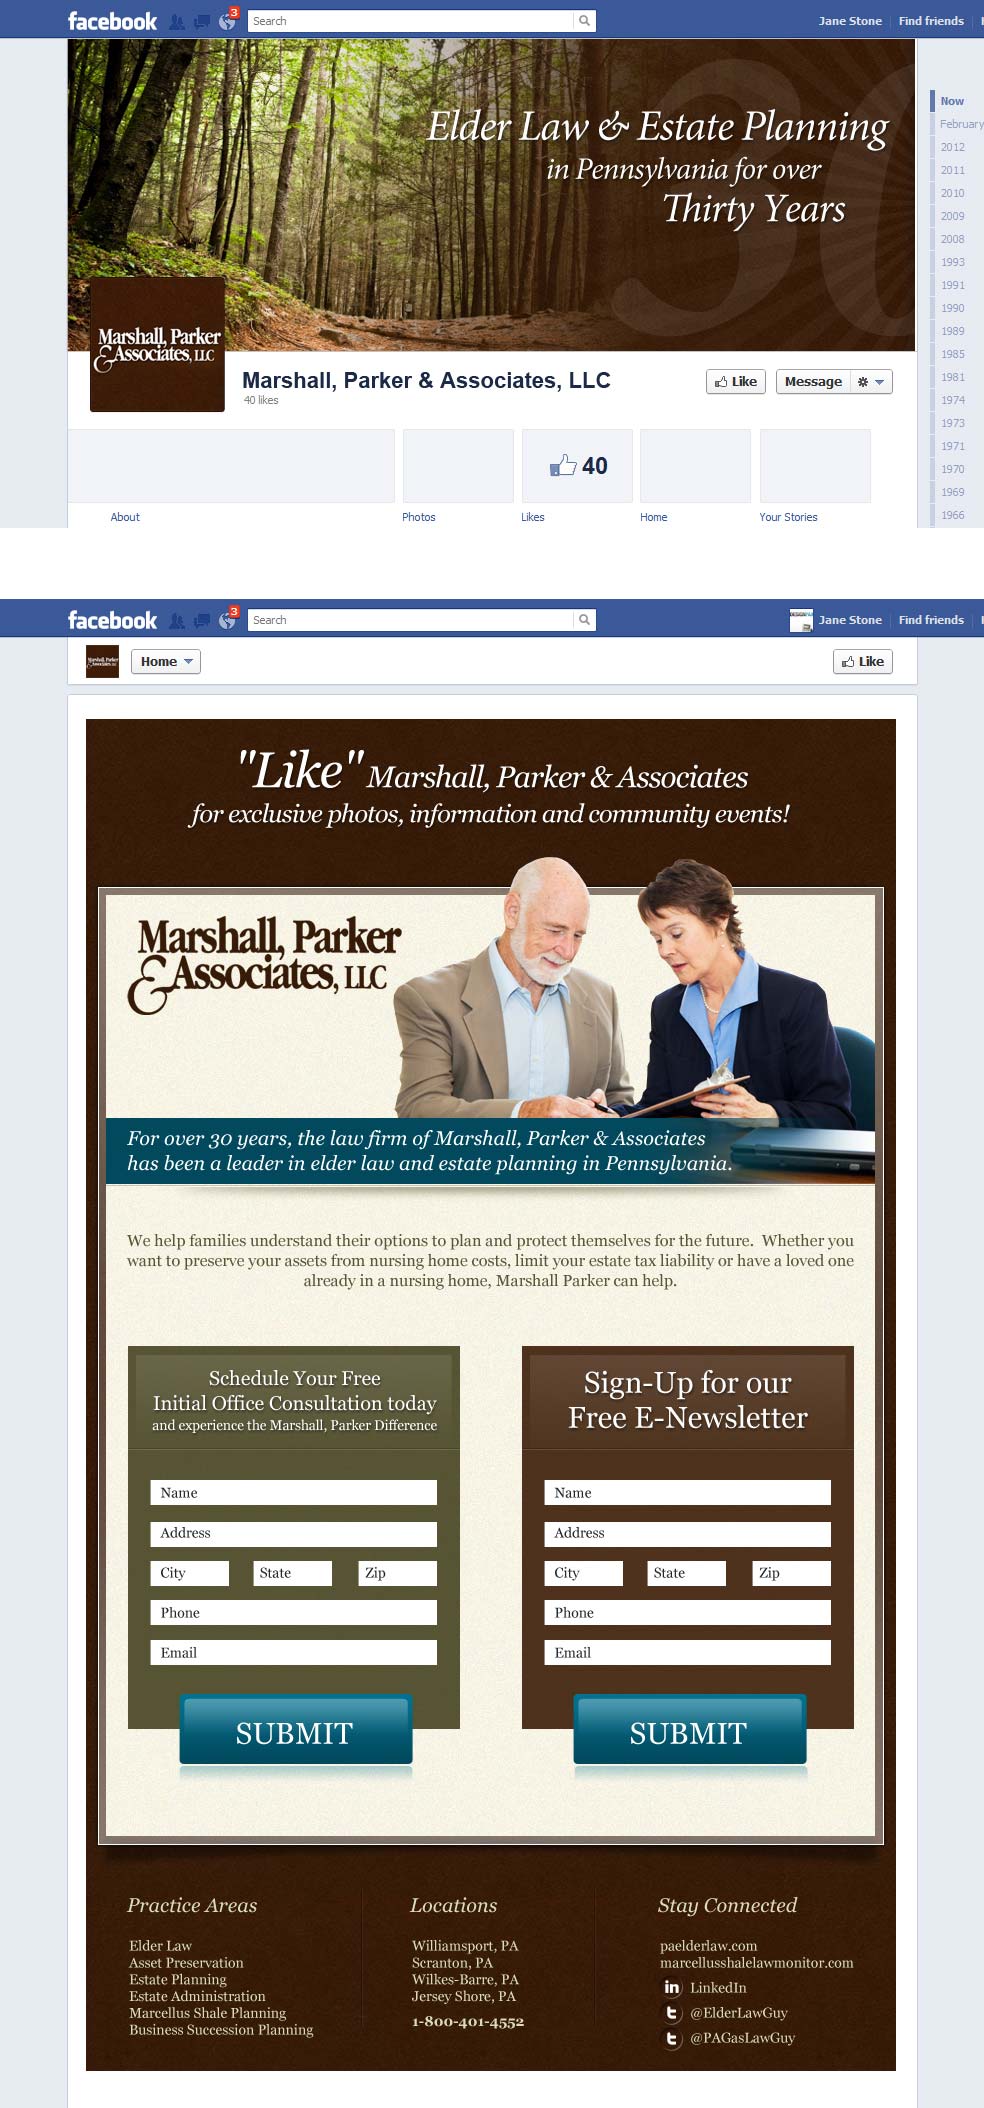 facebook
3
Search
Jane Stone
Find friends
Elder Law & Estate Planning
in Pennsylvania for over
Thirty Years
30
Now
February
2012
2011
2010
2009
2008
1993
1991
1990
1989
1985
1981
1974
1973
1971
1970
1969
1966
Marshall, Parker
& Associates, LLC
Marshall, Parker & Associates, LLC
40 likes
Like
Message
40
About
Photos
Likes
Home
Your Stories
facebook
3
Search
Jane Stone
Find friends
Marshall, Parker
& Associates, LLC
Home
Like
"Like" Marshall, Parker & Associates
for exclusive photos, information and community events!
Marshall, Parker
& Associates, LLC
For over 30 years, the law firm of Marshall, Parker & Associates
has been a leader in elder law and estate planning in Pennsylvania.
We help families understand their options to plan and protect themselves for the future. Whether you
want to preserve your assets from nursing home costs, limit your estate tax liability or have a loved one
already in a nursing home, Marshall Parker can help.
Schedule Your Free
Initial Office Consultation today
and experience the Marshall, Parker Difference
Name
Address
City State Zip
Phone
Email
SUBMIT
Sign-Up for our
Free E-Newsletter
Name
Address
City State Zip
Phone
Email
SUBMIT
Practice Areas
Elder Law
Asset Preservation
Estate Planning
Estate Administration
Marcellus Shale Planning
Business Succession Planning
Locations
Williamsport, PA
Scranton, PA
Wilkes-Barre, PA
Jersey Shore, PA
1-800-401-4552
Stay Connected
paelderlaw.com
marcellusshalelawmonitor.com
in LinkedIn
t @ElderLawGuy
t @PAGasLawGuy